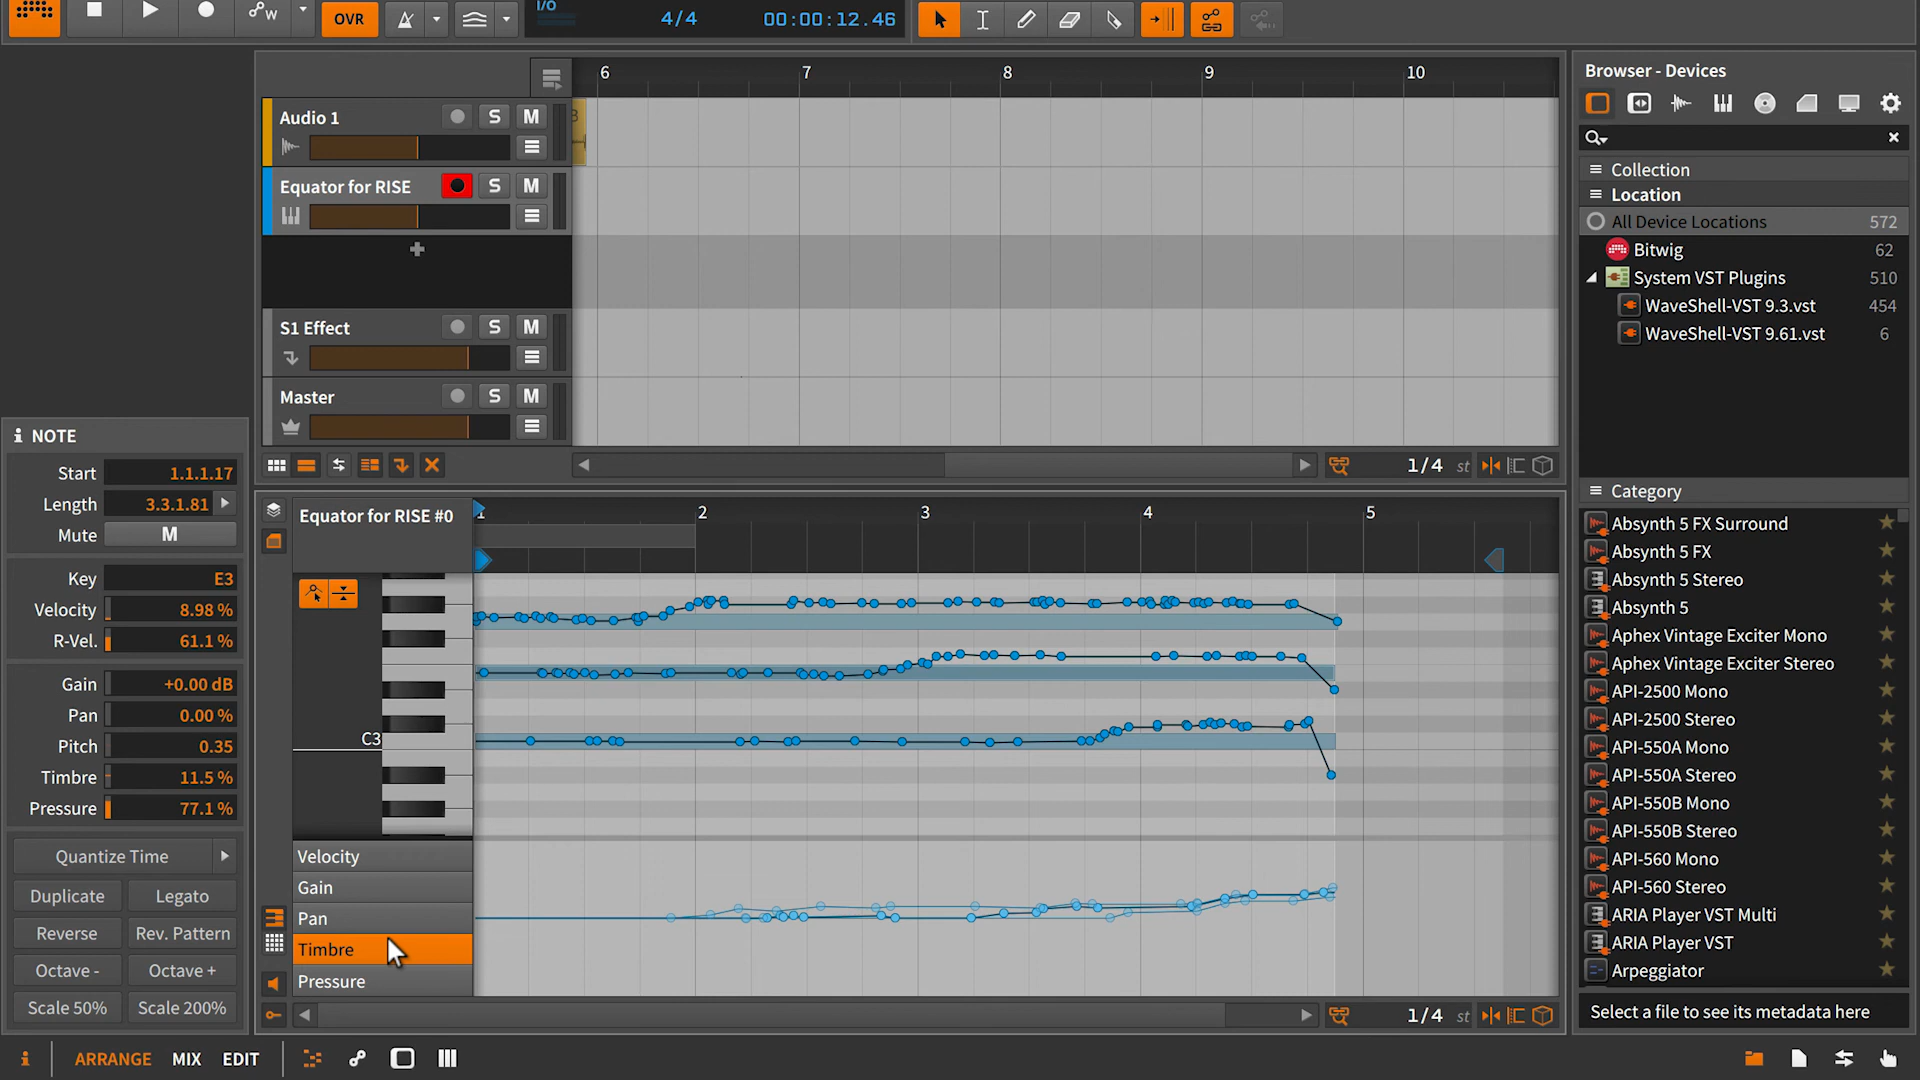 OVR
I/O
4/4
00:00:12.46
Browser - Devices
6 7 8 9 10
Audio 1
S M
Equator for RISE
S M
S1 Effect
S M
Master
S M
1/4 st
Collection
Location
All Device Locations 572
Bitwig 62
System VST Plugins 510
WaveShell-VST 9.3.vst 454
WaveShell-VST 9.61.vst 6
NOTE
Start 1.1.1.17
Length 3.3.1.81
Mute M
Key E3
Velocity 8.98 %
R-Vel. 61.1 %
Gain +0.00 dB
Pan 0.00 %
Pitch 0.35
Timbre 11.5 %
Pressure 77.1 %
Quantize Time
Duplicate Legato
Reverse Rev. Pattern
Octave - Octave +
Scale 50% Scale 200%
Equator for RISE #0
1 2 3 4 5
C3
Velocity
Gain
Pan
Timbre
Pressure
1/4 st
Category
Absynth 5 FX Surround
Absynth 5 FX
Absynth 5 Stereo
Absynth 5
Aphex Vintage Exciter Mono
Aphex Vintage Exciter Stereo
API-2500 Mono
API-2500 Stereo
API-550A Mono
API-550A Stereo
API-550B Mono
API-550B Stereo
API-560 Mono
API-560 Stereo
ARIA Player VST Multi
ARIA Player VST
Arpeggiator
Select a file to see its metadata here
ARRANGE MIX EDIT